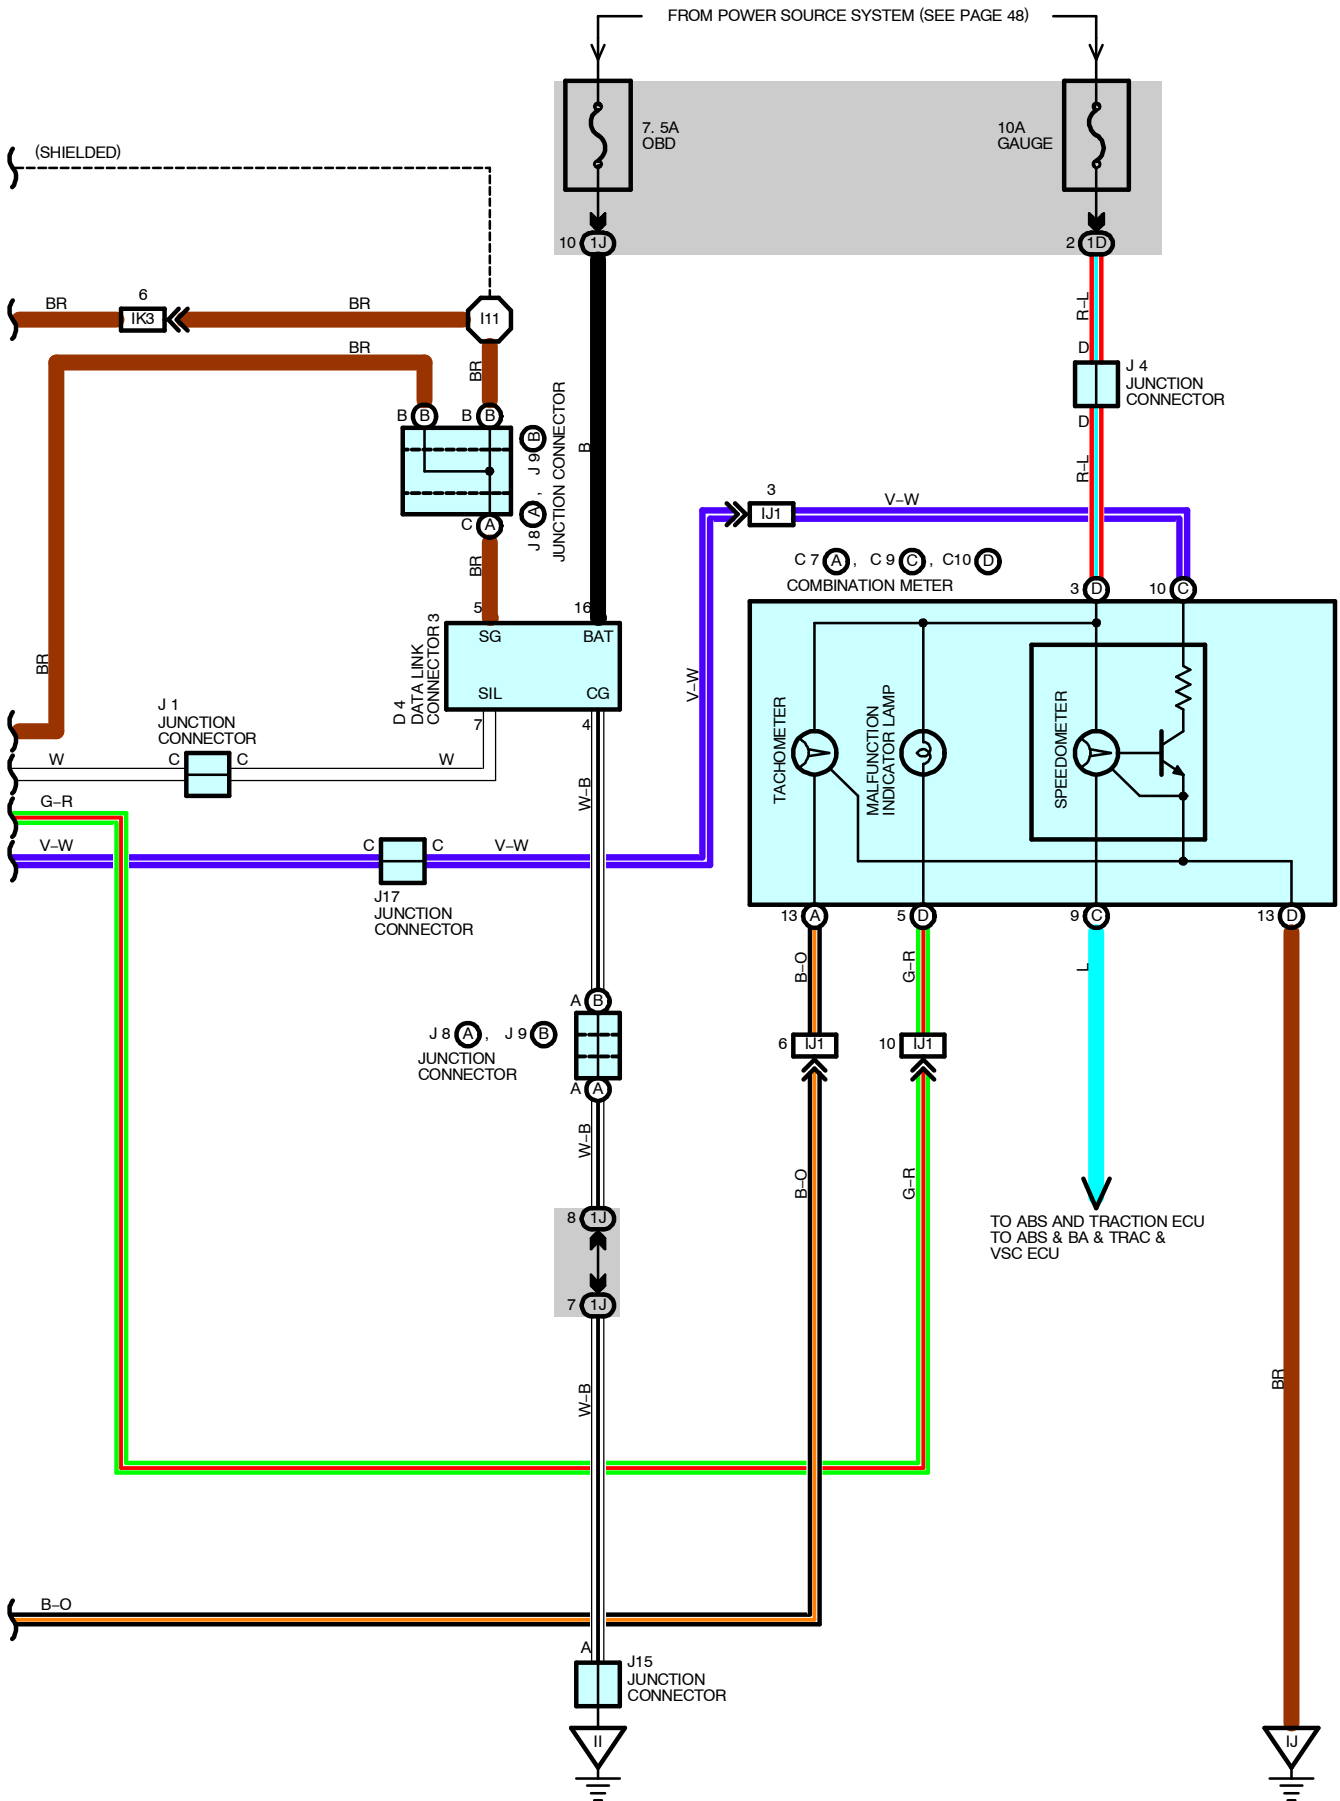 FROM POWER SOURCE SYSTEM (SEE PAGE 48)
7. 5A
OBD
10A
GAUGE
(SHIELDED)
10 1J
2 1D
BR
6
IK3
BR
I11
R-L
BR
BR
D
J 4
JUNCTION
CONNECTOR
D
B B
B B
J 8 A , J 9 B
JUNCTION CONNECTOR
B
R-L
C A
BR
3
IJ1
V-W
C 7 A , C 9 C , C10 D
COMBINATION METER
3 D
10 C
5
16
SG
BAT
SIL
CG
D 4
DATA LINK
CONNECTOR 3
7
4
BR
V-W
J 1
JUNCTION
CONNECTOR
W
C
C
W
TACHOMETER
MALFUNCTION
INDICATOR LAMP
SPEEDOMETER
G-R
W-B
V-W
C
C
V-W
J17
JUNCTION
CONNECTOR
13 A
5 D
9 C
13 D
B-O
G-R
L
A B
J 8 A , J 9 B
JUNCTION
CONNECTOR
6 IJ1
10 IJ1
A A
W-B
B-O
G-R
8 1J
TO ABS AND TRACTION ECU
TO ABS & BA & TRAC &
VSC ECU
7 1J
W-B
BR
B-O
A
J15
JUNCTION
CONNECTOR
II
IJ